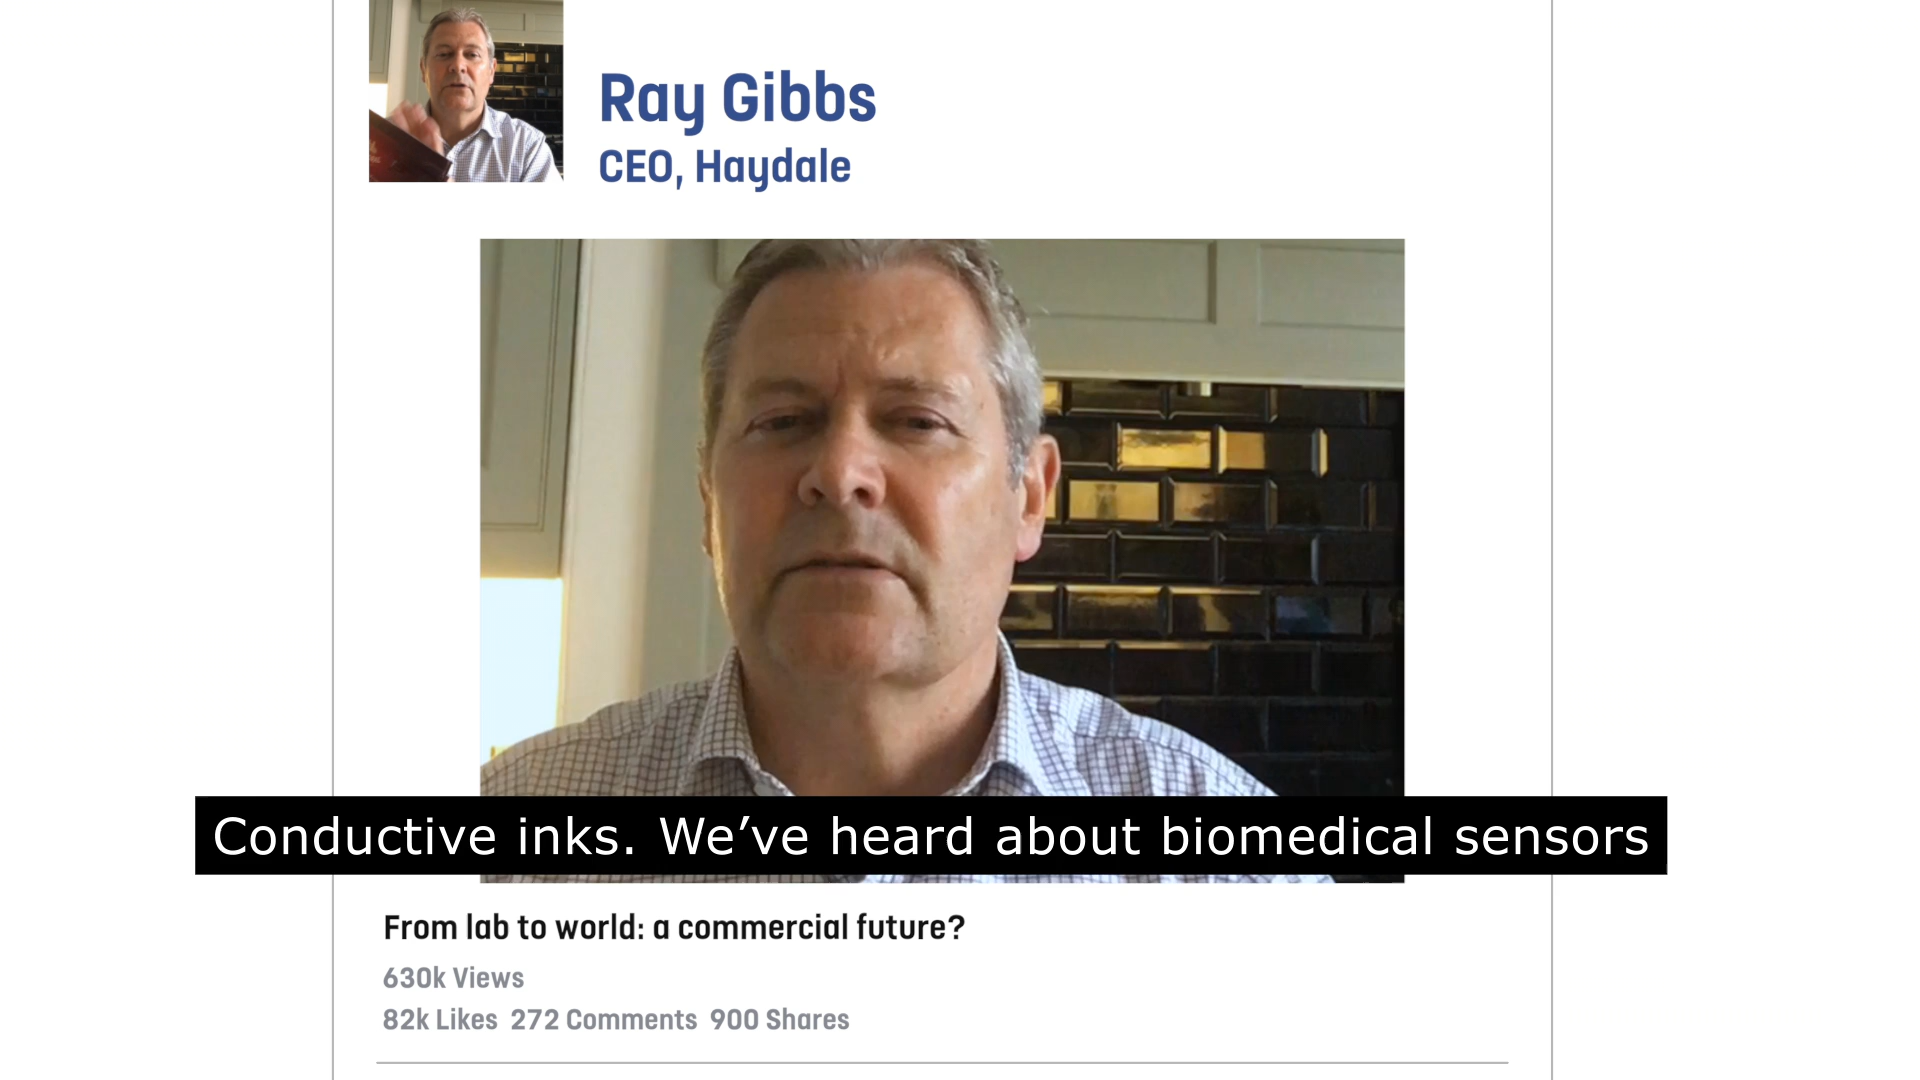 Ray Gibbs
CEO, Haydale
Conductive inks. We’ve heard about biomedical sensors
From lab to world: a commercial future?
630k Views
82k Likes 272 Comments 900 Shares